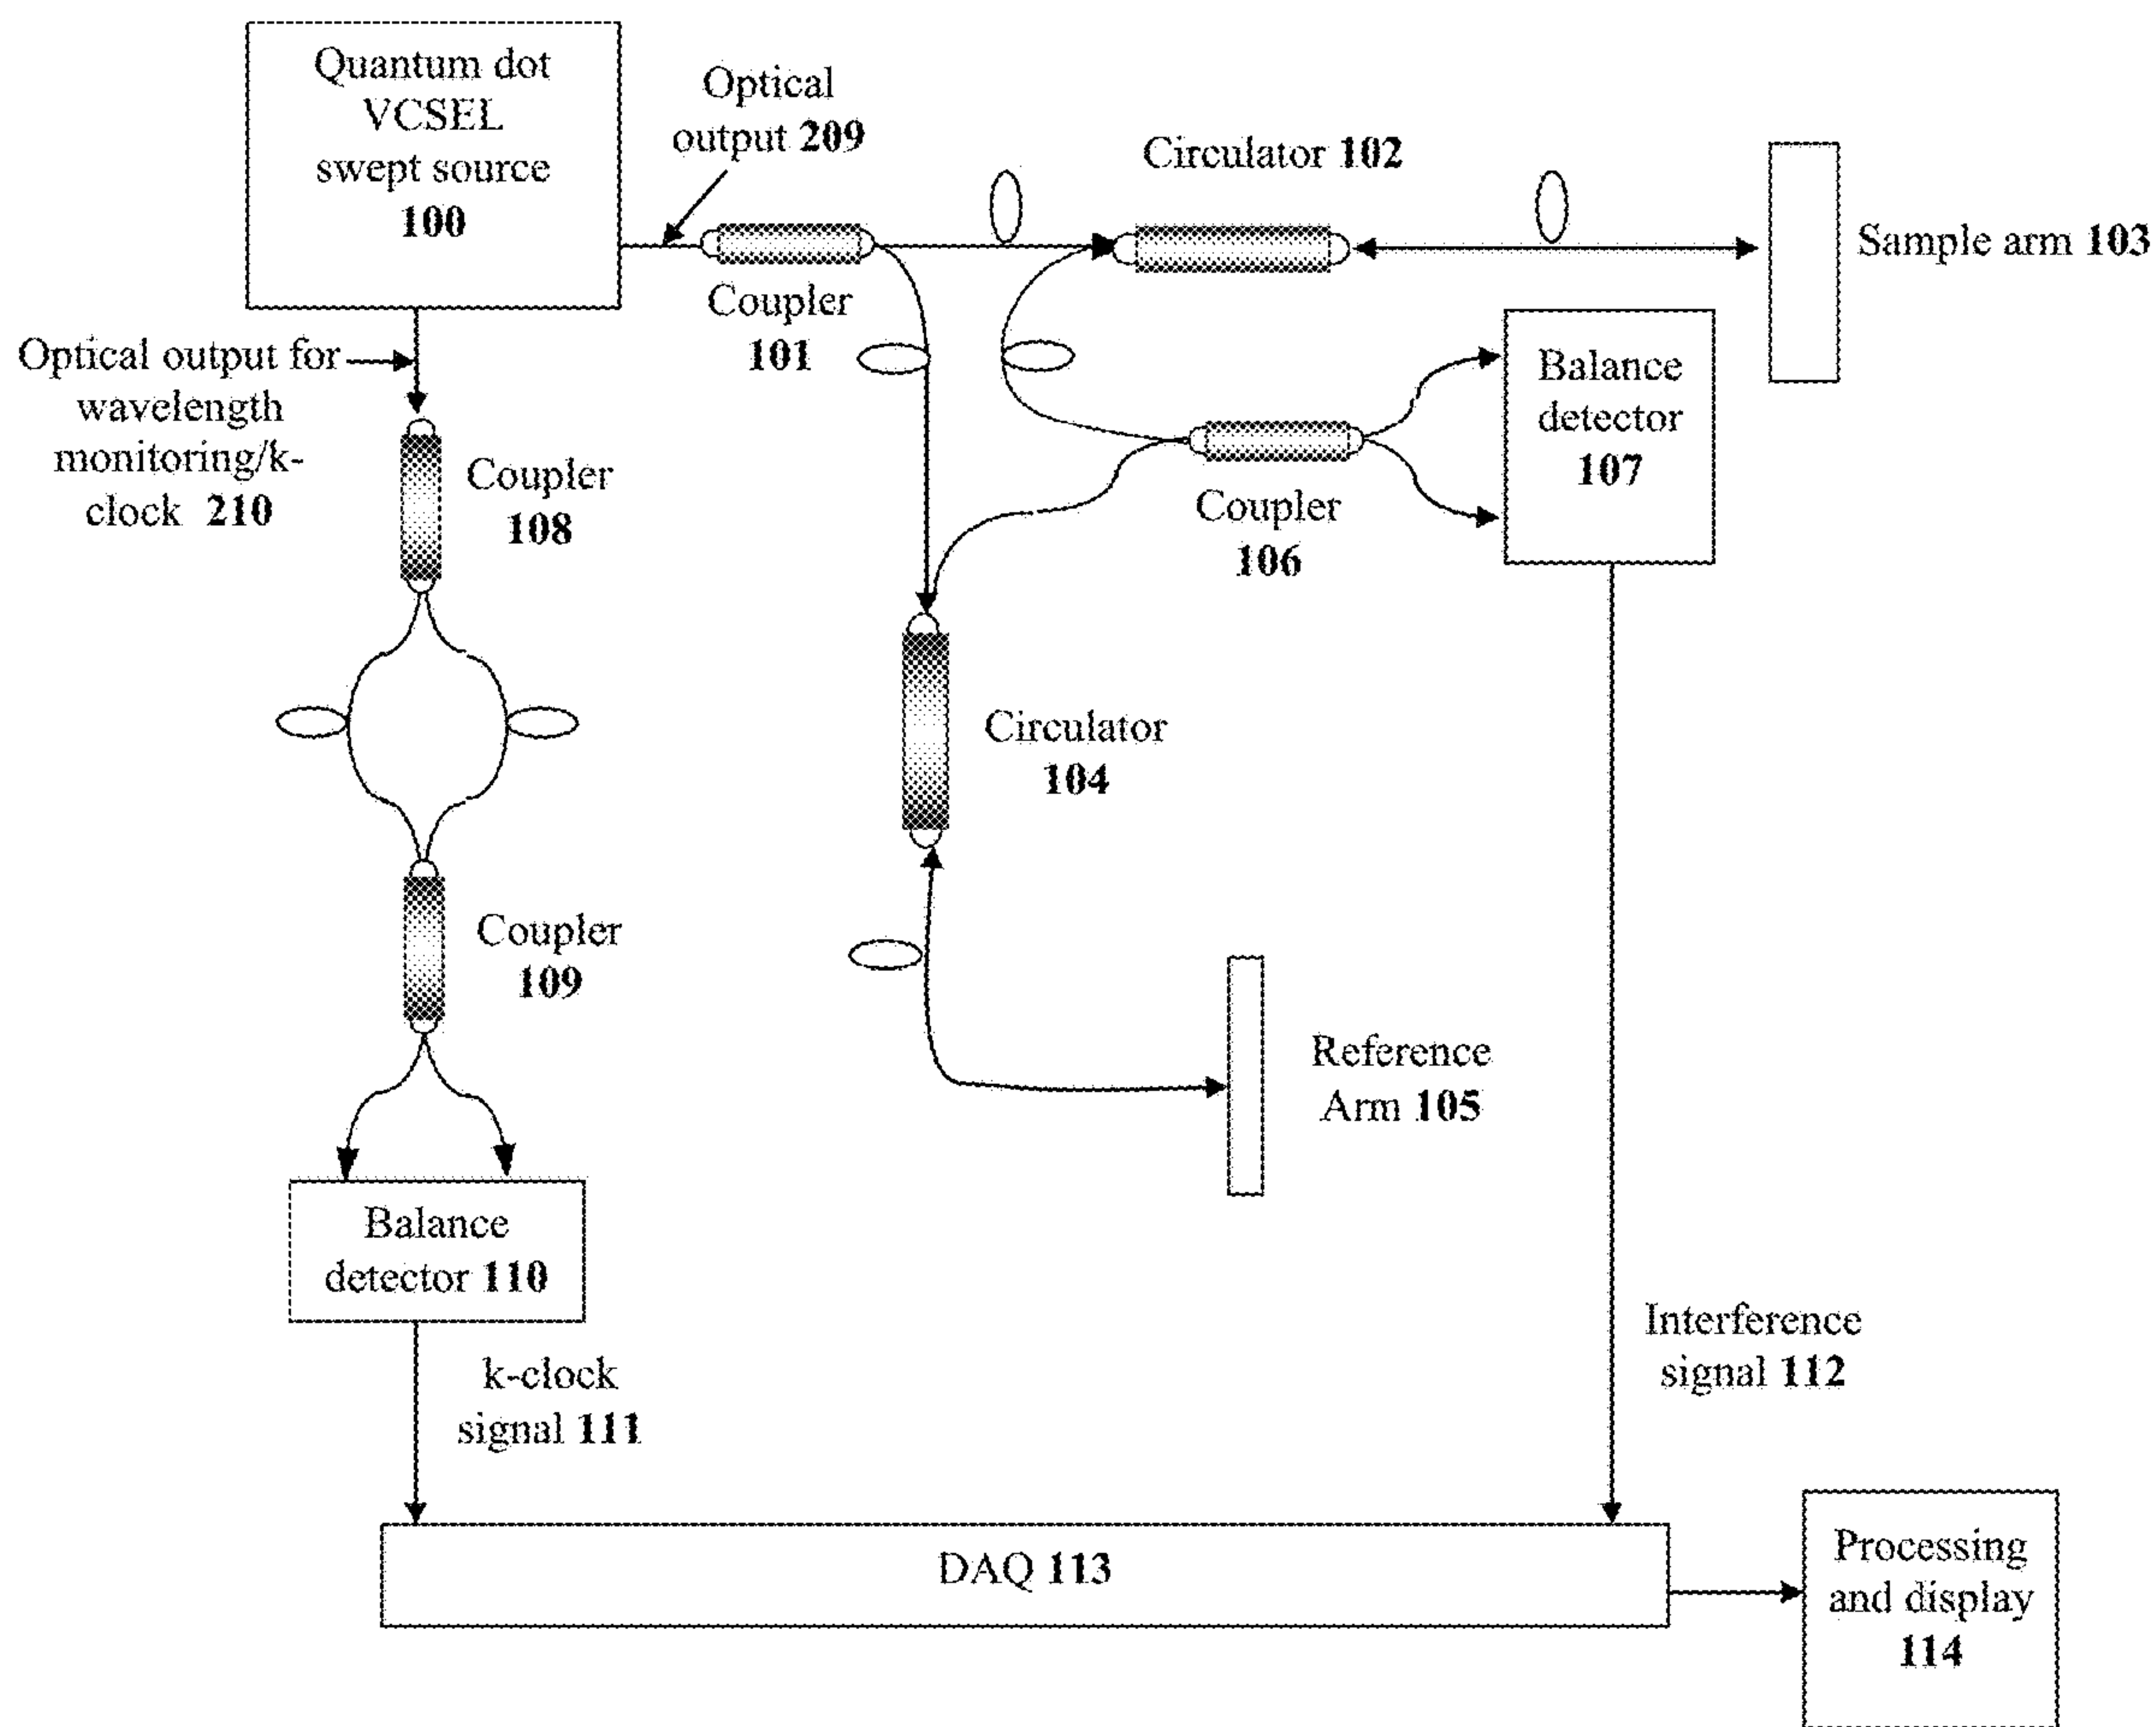 Quantum dot
VCSEL
swept source
100
Optical
output 209
Circulator 102
Sample arm 103
Coupler
101
Optical output for
wavelength
monitoring/k-
clock 210
Coupler
108
Balance
detector
107
Coupler
106
Circulator
104
Coupler
109
Reference
Arm 105
Balance
detector 110
k-clock
signal 111
Interference
signal 112
DAQ 113
Processing
and display
114